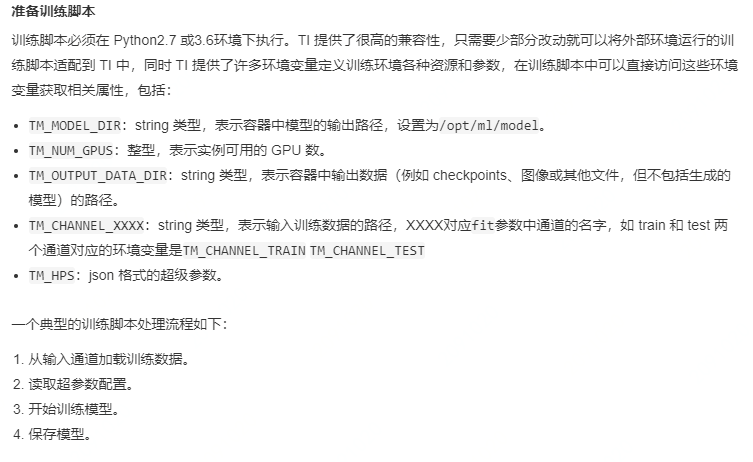 准备训练脚本
训练脚本必须在 Python2.7 或3.6环境下执行。TI 提供了很高的兼容性，只需要少部分改动就可以将外部环境运行的训
练脚本适配到 TI 中，同时 TI 提供了许多环境变量定义训练环境各种资源和参数，在训练脚本中可以直接访问这些环境
变量获取相关属性，包括：
• TM_MODEL_DIR：string 类型，表示容器中模型的输出路径，设置为/opt/ml/model。
• TM_NUM_GPUS：整型，表示实例可用的 GPU 数。
• TM_OUTPUT_DATA_DIR：string 类型，表示容器中输出数据（例如 checkpoints、图像或其他文件，但不包括生成的
模型）的路径。
• TM_CHANNEL_XXXX：string 类型，表示输入训练数据的路径，XXXX对应fit参数中通道的名字，如 train 和 test 两
个通道对应的环境变量是TM_CHANNEL_TRAIN TM_CHANNEL_TEST
• TM_HPS：json 格式的超级参数。
一个典型的训练脚本处理流程如下：
1. 从输入通道加载训练数据。
2. 读取超参数配置。
3. 开始训练模型。
4. 保存模型。